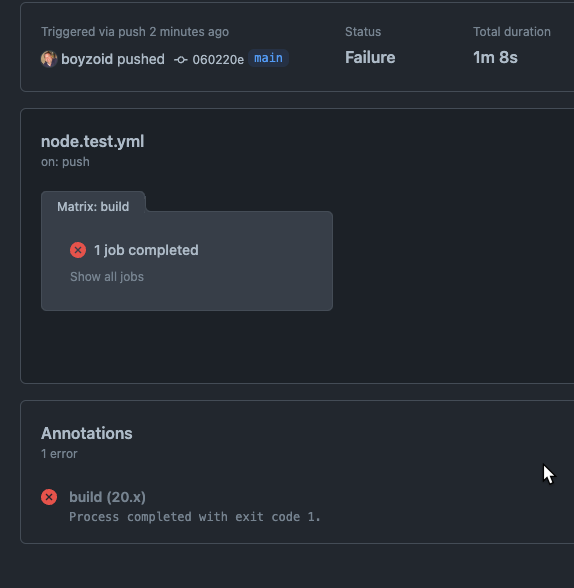 Triggered via push 2 minutes ago
boyzoid pushed 060220e main
Status
Failure
Total duration
1m 8s
node.test.yml
on: push
Matrix: build
1 job completed
Show all jobs
Annotations
1 error
build (20.x)
Process completed with exit code 1.